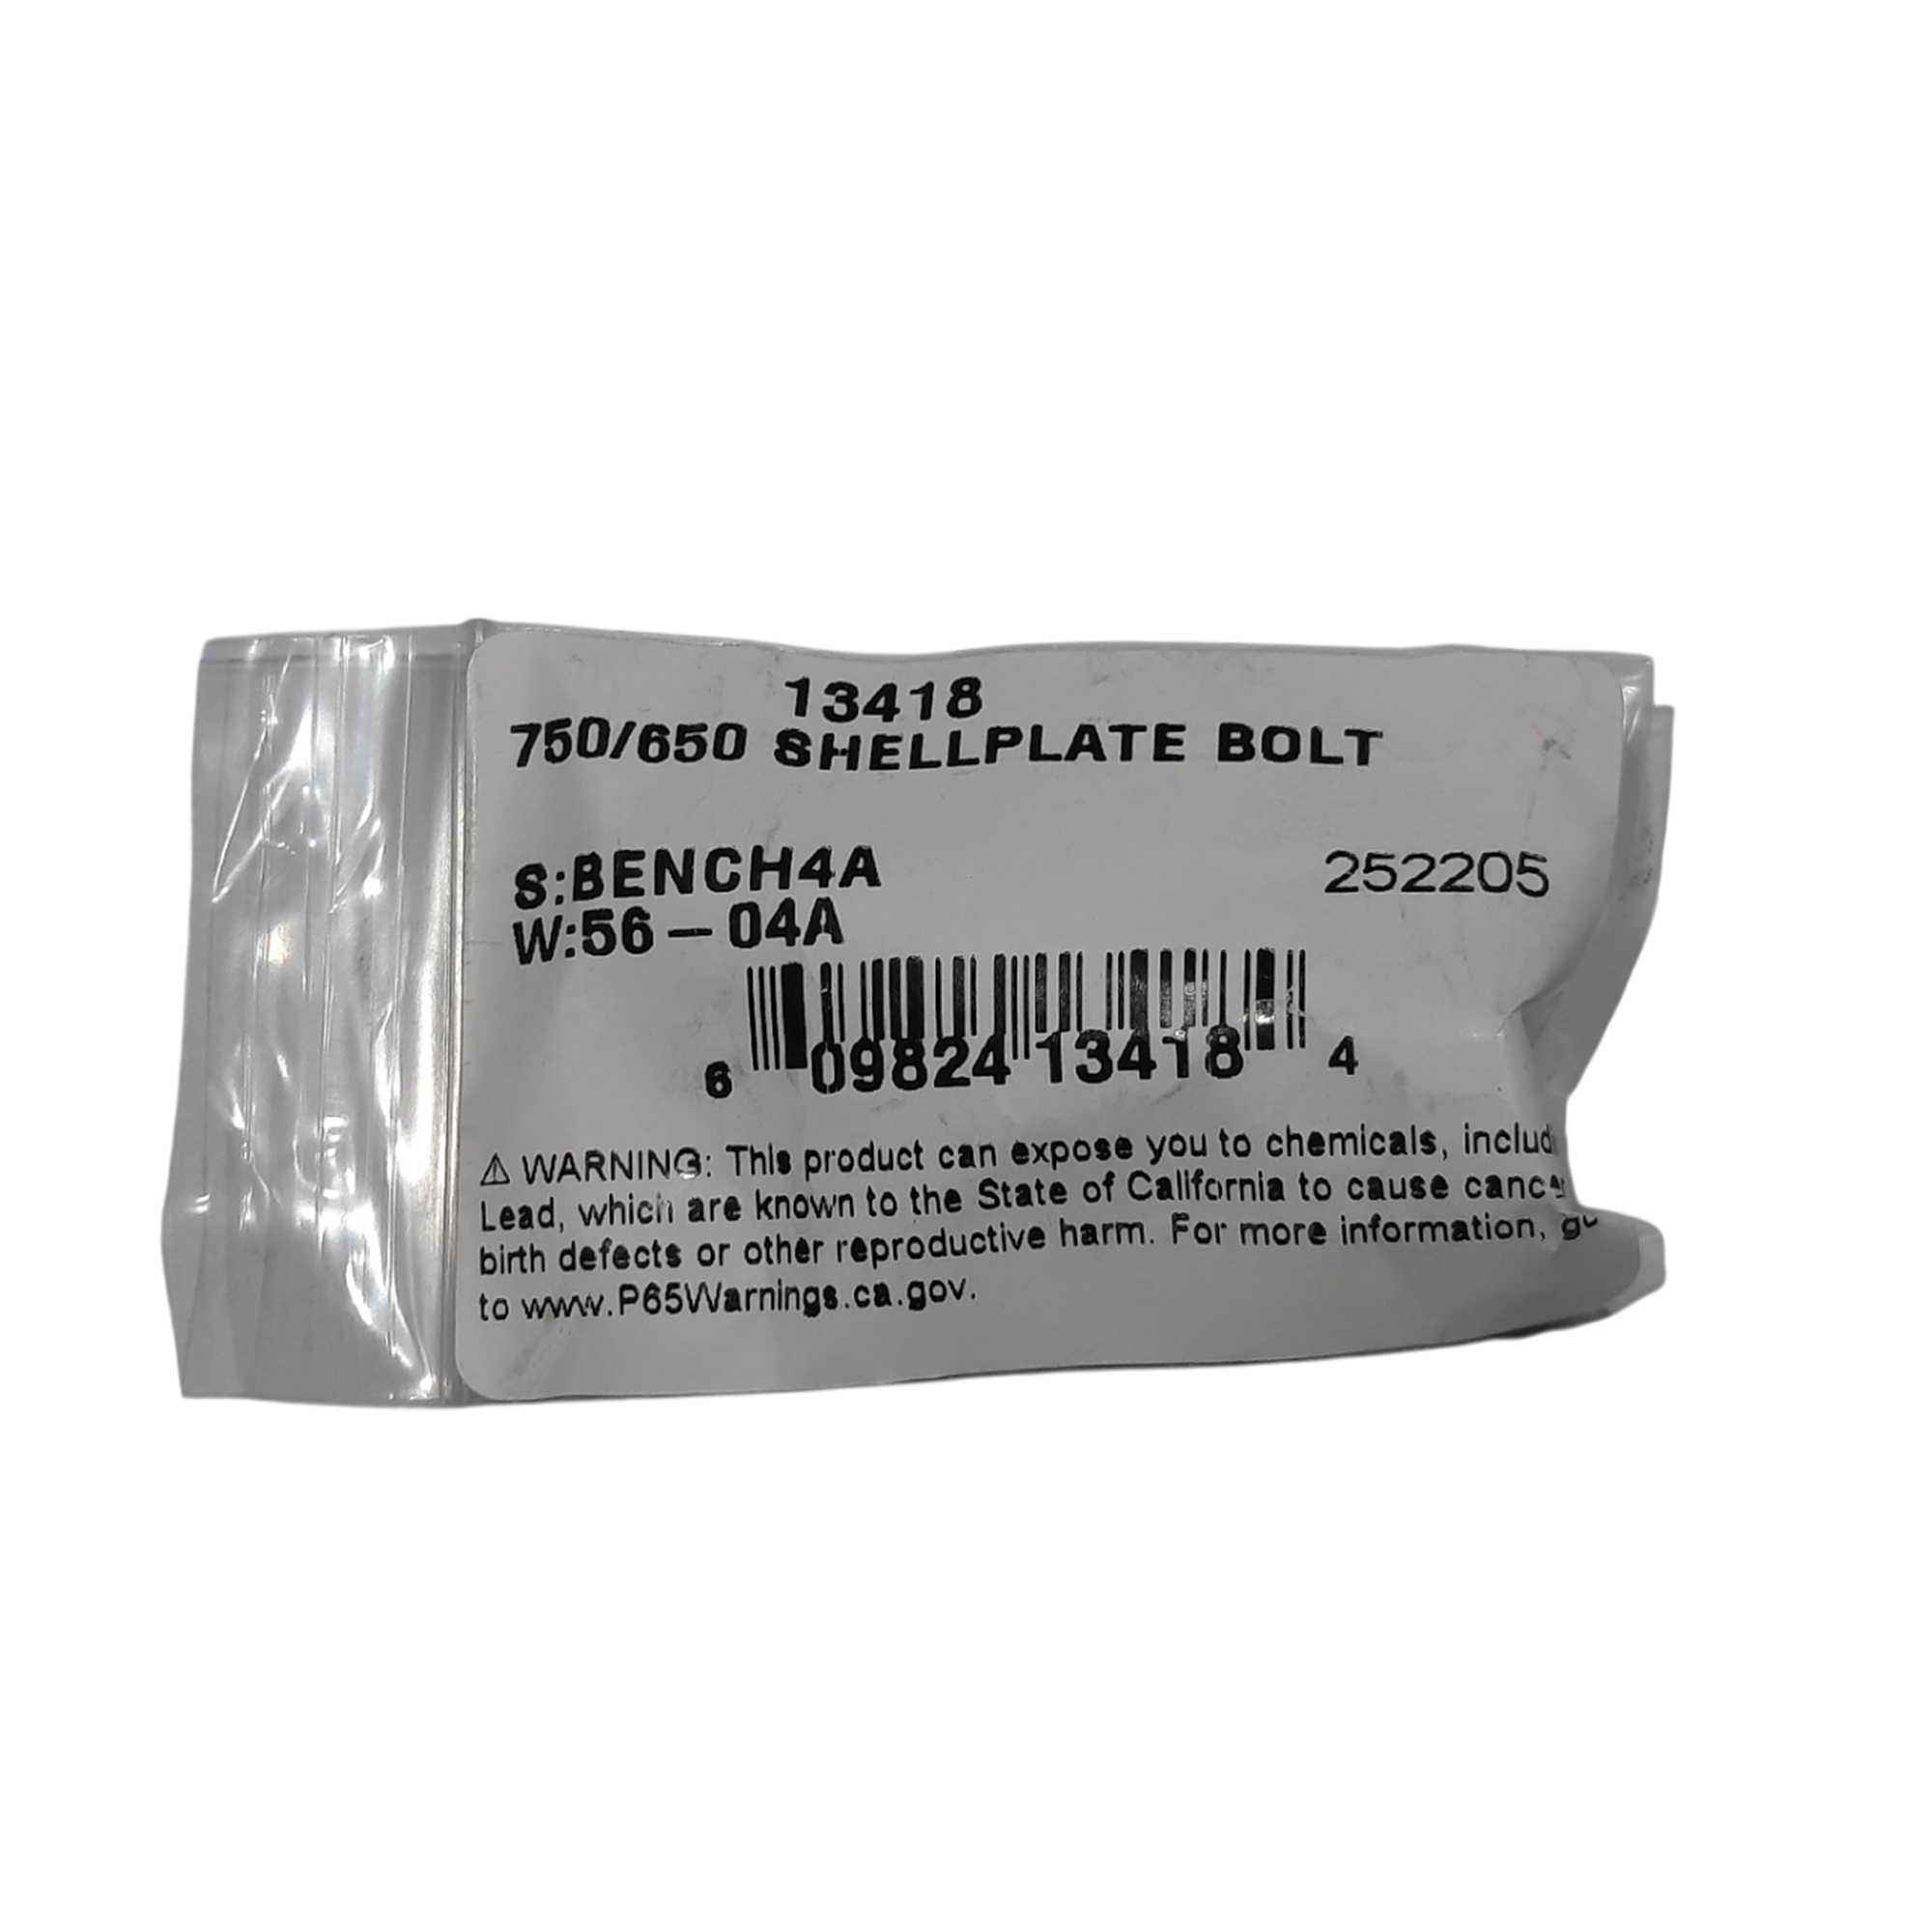 13418
750/650 SHELLPLATE BOLT
S:BENCH4A 252205
W:56-04A
6 09824 13418 4
⚠ WARNING: This product can expose you to chemicals,
Lead, which are known to the State of California to cause
birth defects or other reproductive harm. For more information,
to www.P65Warnings.ca.gov.